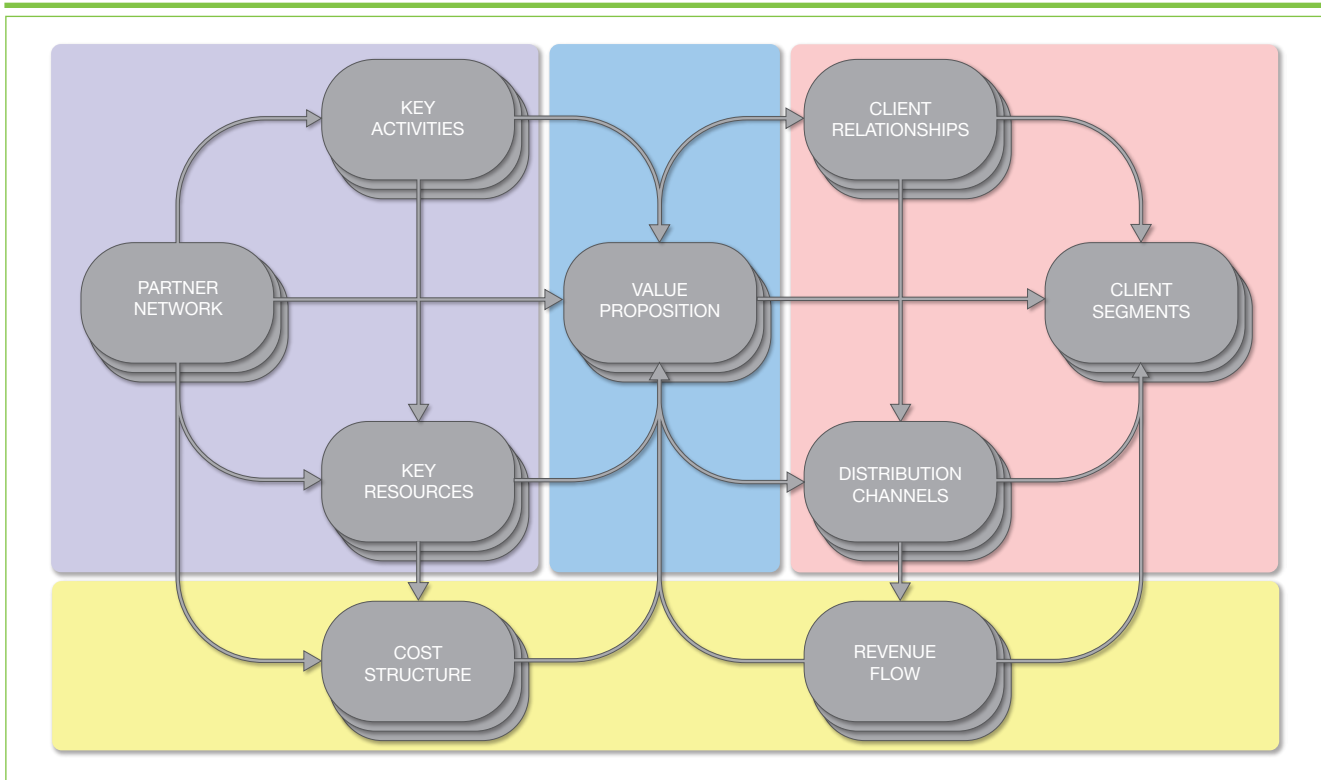 KEY
ACTIVITIES
CLIENT
RELATIONSHIPS
PARTNER
NETWORK
VALUE
PROPOSITION
CLIENT
SEGMENTS
KEY
RESOURCES
DISTRIBUTION
CHANNELS
COST
STRUCTURE
REVENUE
FLOW